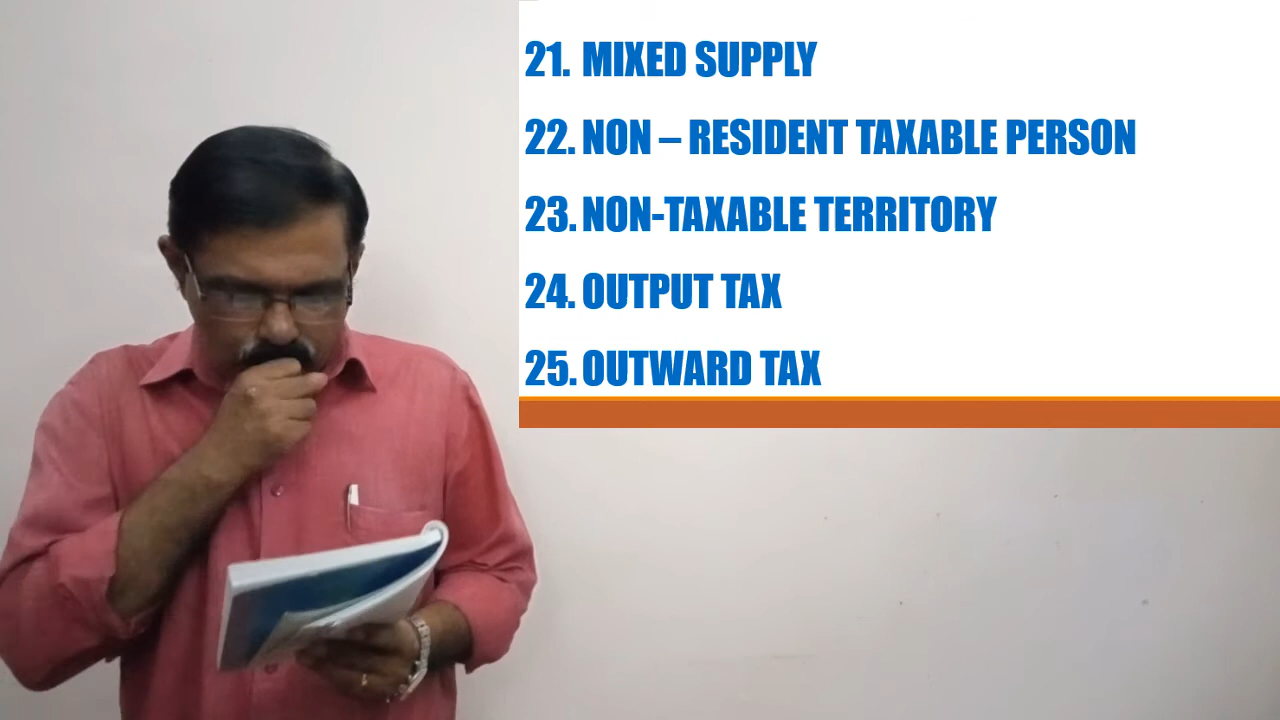 21. MIXED SUPPLY
22. NON – RESIDENT TAXABLE PERSON
23. NON-TAXABLE TERRITORY
24. OUTPUT TAX
25. OUTWARD TAX